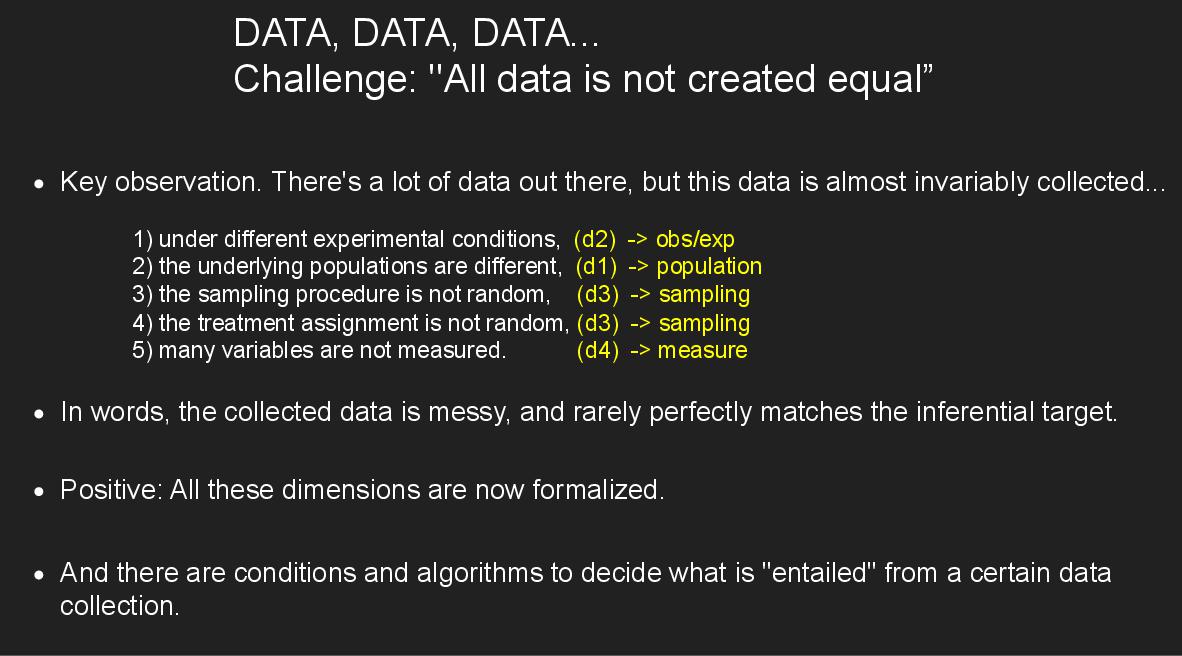 DATA, DATA, DATA...
Challenge: "All data is not created equal”
• Key observation. There's a lot of data out there, but this data is almost invariably collected...
1) under different experimental conditions, (d2) -> obs/exp
2) the underlying populations are different, (d1) -> population
3) the sampling procedure is not random, (d3) -> sampling
4) the treatment assignment is not random, (d3) -> sampling
5) many variables are not measured. (d4) -> measure
• In words, the collected data is messy, and rarely perfectly matches the inferential target.
• Positive: All these dimensions are now formalized.
• And there are conditions and algorithms to decide what is "entailed" from a certain data
collection.